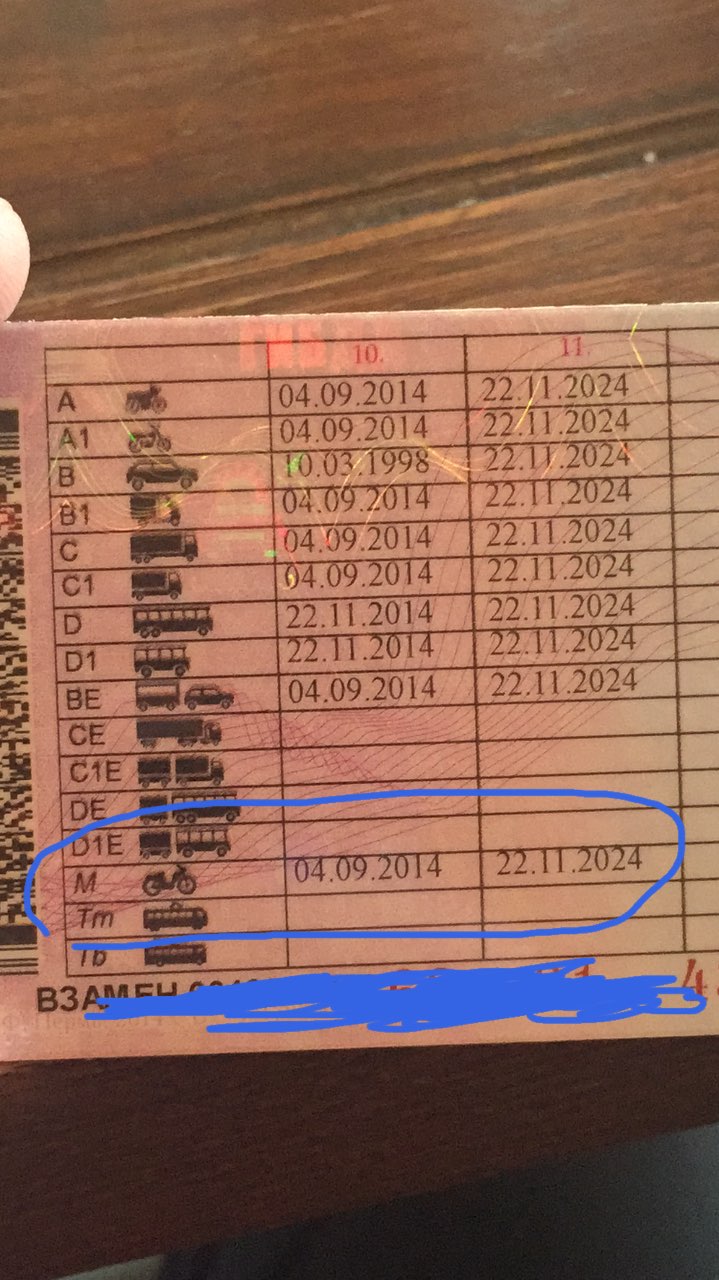 10. 11.
A 04.09.2014 22.11.2024
A1 04.09.2014 22.11.2024
B 10.03.1998 22.11.2024
B1 04.09.2014 22.11.2024
C 04.09.2014 22.11.2024
C1 04.09.2014 22.11.2024
D 22.11.2014 22.11.2024
D1 22.11.2014 22.11.2024
BE 04.09.2014 22.11.2024
CE
C1E
DE
D1E
M 04.09.2014 22.11.2024
Tm
Tb
ВЗАМЕН